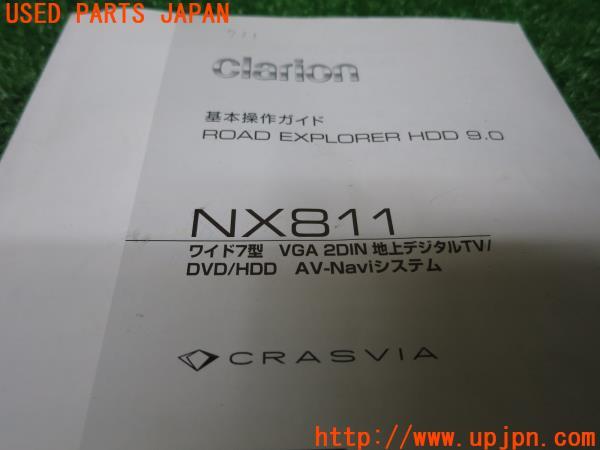 USED PARTS JAPAN
clarion
基本操作ガイド
ROAD EXPLORER HDD 9.0
NX811
ワイド7型 VGA 2DIN 地上デジタルTV/
DVD/HDD AV-Naviシステム
CRASVIA
UPJ
http://www.upjpn.com/